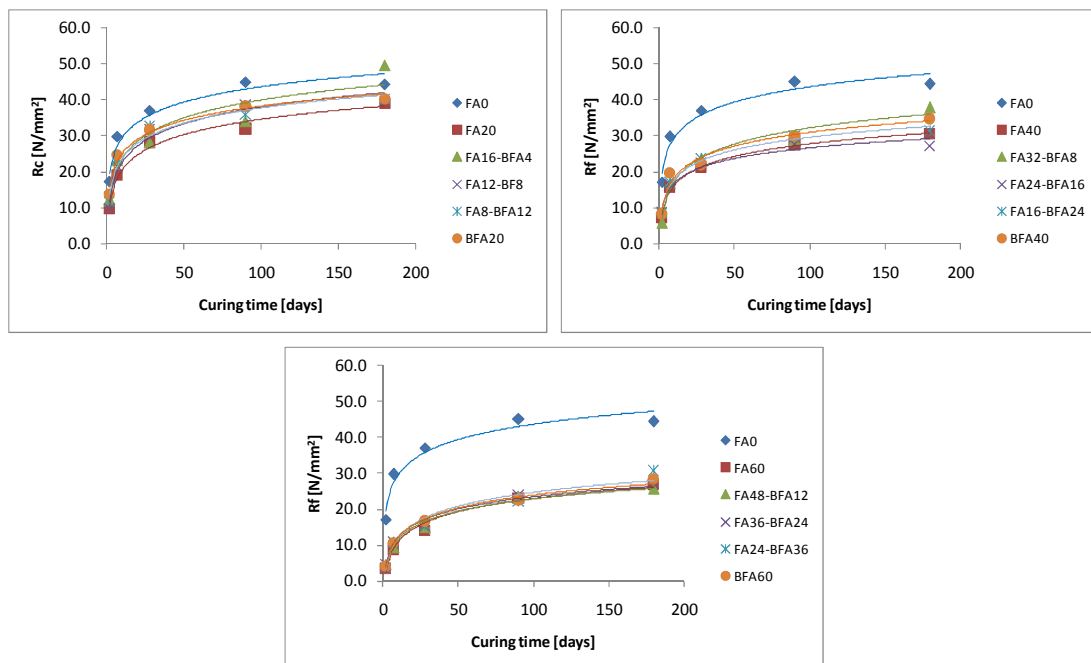 60.0
50.0
40.0
30.0
20.0
10.0
0.0
Rc [N/mm²]
0 50 100 150 200
Curing time [days]
FA0
FA20
FA16-BFA4
FA12-BF8
FA8-BFA12
BFA20
60.0
50.0
40.0
30.0
20.0
10.0
0.0
Rf [N/mm²]
0 50 100 150 200
Curing time [days]
FA0
FA40
FA32-BFA8
FA24-BFA16
FA16-BFA24
BFA40
60.0
50.0
40.0
30.0
20.0
10.0
0.0
Rf [N/mm²]
0 50 100 150 200
Curing time [days]
FA0
FA60
FA48-BFA12
FA36-BFA24
FA24-BFA36
BFA60